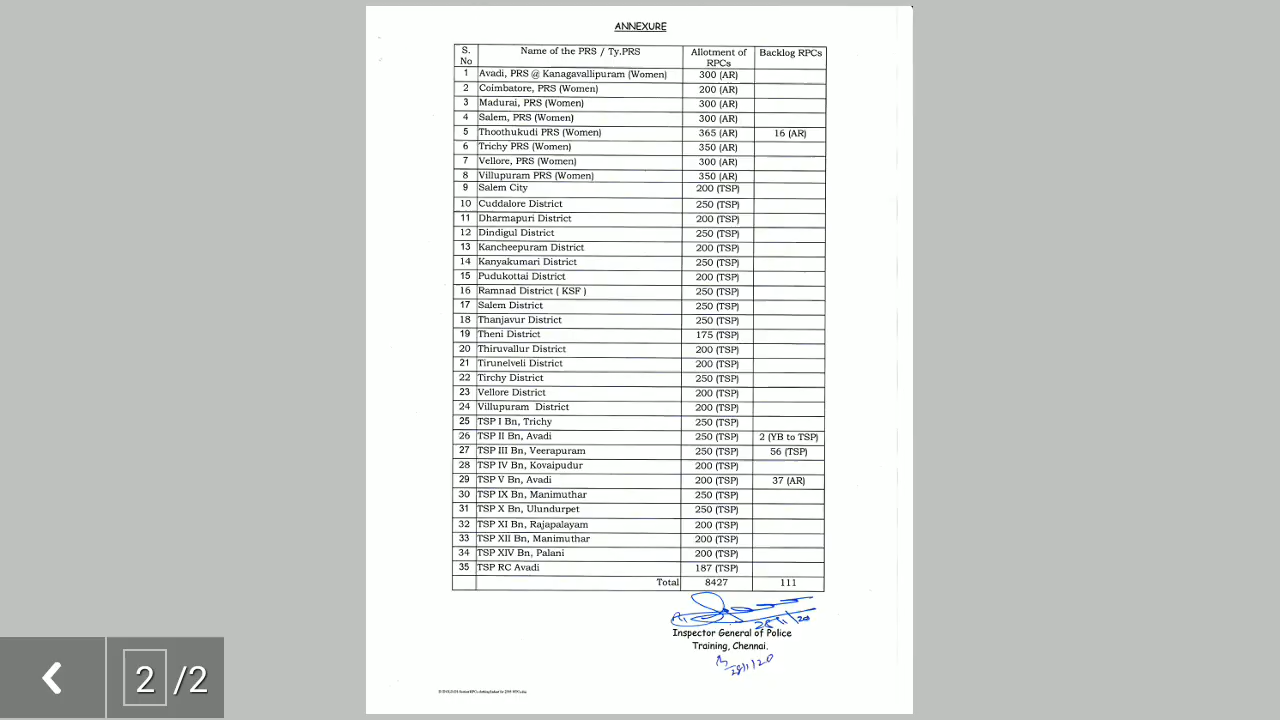 ANNEXURE
S. No | Name of the PRS / Ty.PRS | Allotment of RPCs | Backlog RPCs
1 | Avadi, PRS @ Kanagavallipuram (Women) | 300 (AR)
2 | Coimbatore, PRS (Women) | 200 (AR)
3 | Madurai, PRS (Women) | 300 (AR)
4 | Salem, PRS (Women) | 300 (AR)
5 | Thoothukudi PRS (Women) | 365 (AR) | 16 (AR)
6 | Trichy PRS (Women) | 350 (AR)
7 | Vellore, PRS (Women) | 300 (AR)
8 | Villupuram PRS (Women) | 350 (AR)
9 | Salem City | 200 (TSP)
10 | Cuddalore District | 250 (TSP)
11 | Dharmapuri District | 200 (TSP)
12 | Dindigul District | 250 (TSP)
13 | Kancheepuram District | 200 (TSP)
14 | Kanyakumari District | 250 (TSP)
15 | Pudukottai District | 200 (TSP)
16 | Ramnad District ( KSF ) | 250 (TSP)
17 | Salem District | 250 (TSP)
18 | Thanjavur District | 250 (TSP)
19 | Theni District | 175 (TSP)
20 | Thiruvallur District | 200 (TSP)
21 | Tirunelveli District | 200 (TSP)
22 | Tirchy District | 250 (TSP)
23 | Vellore District | 200 (TSP)
24 | Villupuram District | 200 (TSP)
25 | TSP I Bn, Trichy | 250 (TSP)
26 | TSP II Bn, Avadi | 250 (TSP) | 2 (YB to TSP)
27 | TSP III Bn, Veerapuram | 250 (TSP) | 56 (TSP)
28 | TSP IV Bn, Kovaipudur | 200 (TSP)
29 | TSP V Bn, Avadi | 200 (TSP) | 37 (AR)
30 | TSP IX Bn, Manimuthar | 250 (TSP)
31 | TSP X Bn, Ulundurpet | 250 (TSP)
32 | TSP XI Bn, Rajapalayam | 200 (TSP)
33 | TSP XII Bn, Manimuthar | 200 (TSP)
34 | TSP XIV Bn, Palani | 200 (TSP)
35 | TSP RC Avadi | 187 (TSP)
Total | 8427 | 111
Inspector General of Police
Training, Chennai.
2/2